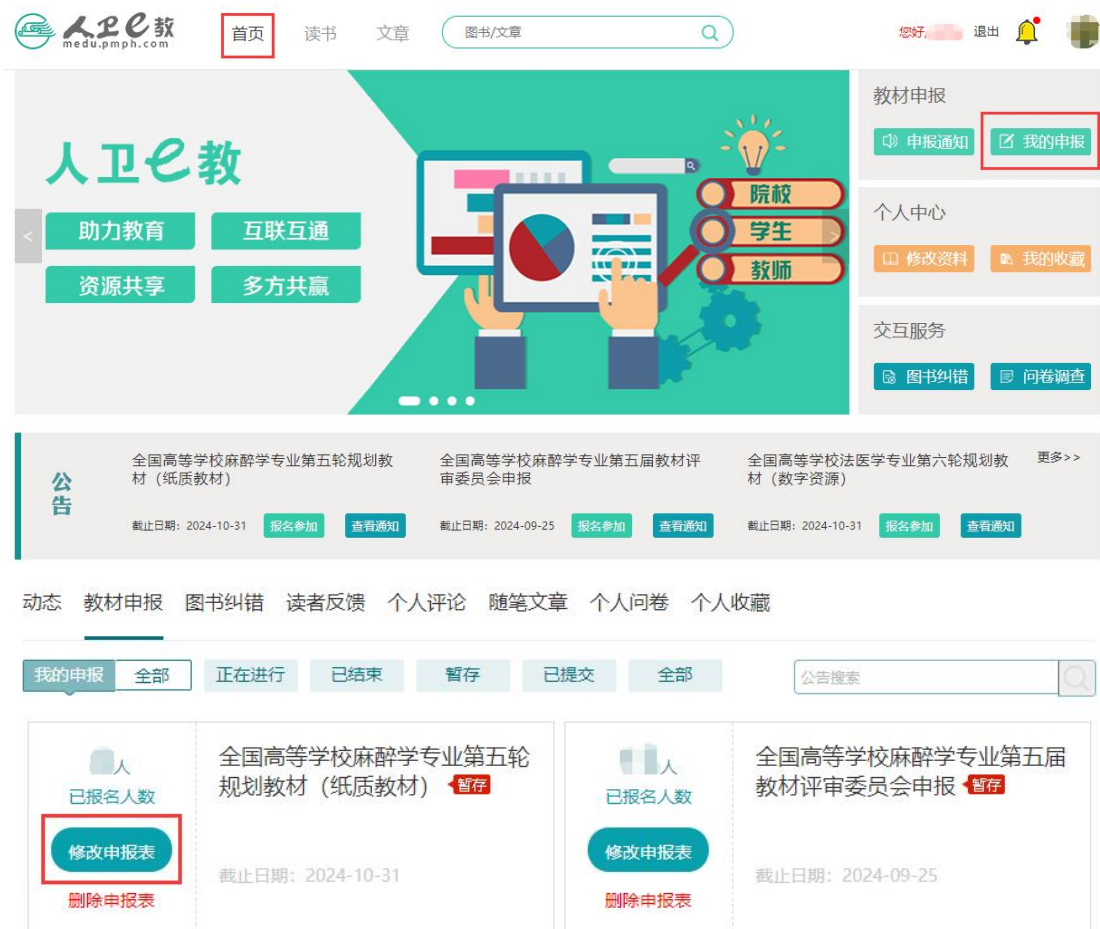 人卫e教
medu.pmph.com
首页
读书
文章
图书/文章
您好,
退出
人卫e教
助力教育
互联互通
资源共享
多方共赢
院校
学生
教师
教材申报
申报通知
我的申报
个人中心
修改资料
我的收藏
交互服务
图书纠错
问卷调查
公告
全国高等学校麻醉学专业第五轮规划教
材（纸质教材）
截止日期：2024-10-31
报名参加
查看通知
全国高等学校麻醉学专业第五届教材评
审委员会申报
截止日期：2024-09-25
报名参加
查看通知
全国高等学校法医学专业第六轮规划教
材（数字资源）
截止日期：2024-10-31
报名参加
查看通知
更多>>
动态
教材申报
图书纠错
读者反馈
个人评论
随笔文章
个人问卷
个人收藏
我的申报
全部
正在进行
已结束
暂存
已提交
全部
公告搜索
人
已报名人数
修改申报表
删除申报表
全国高等学校麻醉学专业第五轮
规划教材（纸质教材） 暂存
截止日期：2024-10-31
人
已报名人数
修改申报表
删除申报表
全国高等学校麻醉学专业第五届
教材评审委员会申报 暂存
截止日期：2024-09-25